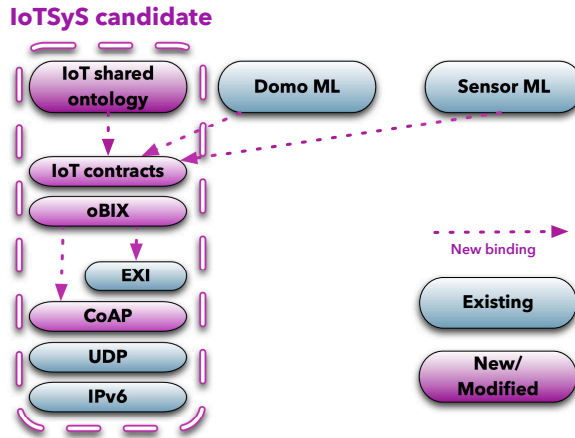 IoTSyS candidate
IoT shared
ontology
Domo ML
Sensor ML
IoT contracts
oBIX
New binding
EXI
Existing
CoAP
UDP
New/
Modified
IPv6